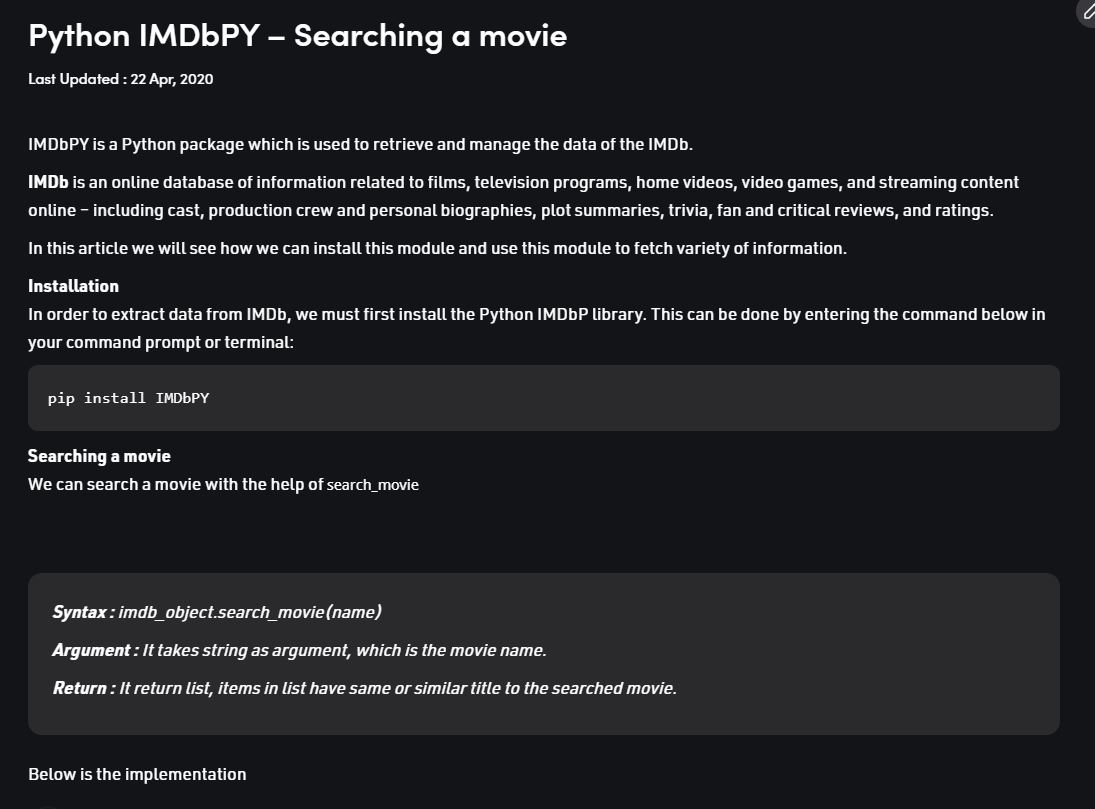 Python IMDbPY – Searching a movie
Last Updated : 22 Apr, 2020
IMDbPY is a Python package which is used to retrieve and manage the data of the IMDb.
IMDb is an online database of information related to films, television programs, home videos, video games, and streaming content
online – including cast, production crew and personal biographies, plot summaries, trivia, fan and critical reviews, and ratings.
In this article we will see how we can install this module and use this module to fetch variety of information.
Installation
In order to extract data from IMDb, we must first install the Python IMDbP library. This can be done by entering the command below in
your command prompt or terminal:
pip install IMDbPY
Searching a movie
We can search a movie with the help of search_movie
Syntax : imdb_object.search_movie(name)
Argument : It takes string as argument, which is the movie name.
Return : It return list, items in list have same or similar title to the searched movie.
Below is the implementation